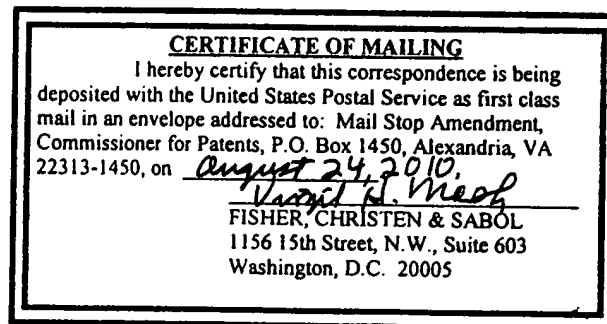 CERTIFICATE OF MAILING
I hereby certify that this correspondence is being
deposited with the United States Postal Service as first class
mail in an envelope addressed to: Mail Stop Amendment,
Commissioner for Patents, P.O. Box 1450, Alexandria, VA
22313-1450, on August 24, 2010.
FISHER, CHRISTEN & SABOL
1156 15th Street, N.W., Suite 603
Washington, D.C. 20005